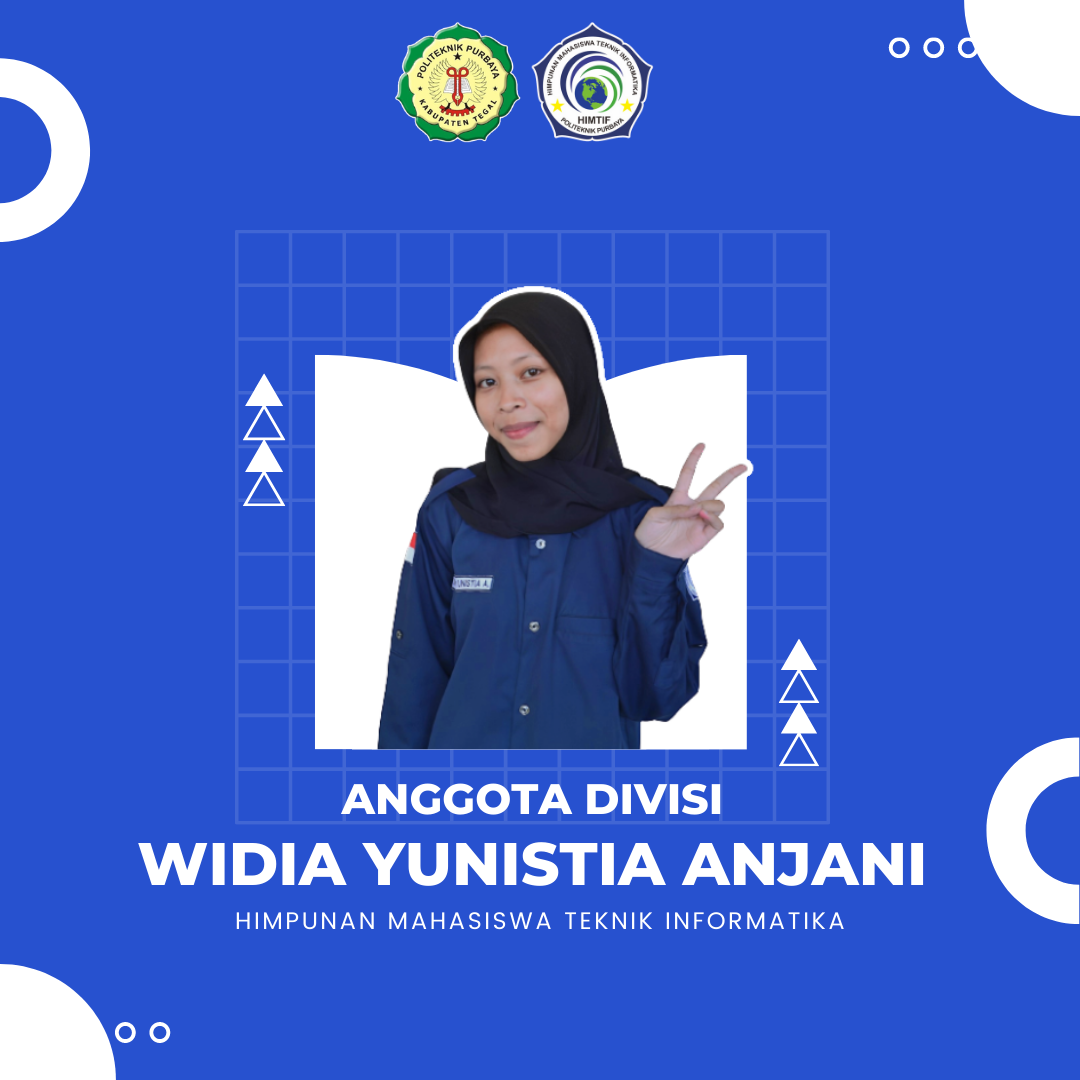 POLITEKNIK PURBAYA
KABUPATEN TEGAL
HIMPUNAN MAHASISWA TEKNIK INFORMATIKA
HIMTIF
POLITEKNIK PURBAYA
YUNISTIA A.
ANGGOTA DIVISI
WIDIA YUNISTIA ANJANI
HIMPUNAN MAHASISWA TEKNIK INFORMATIKA